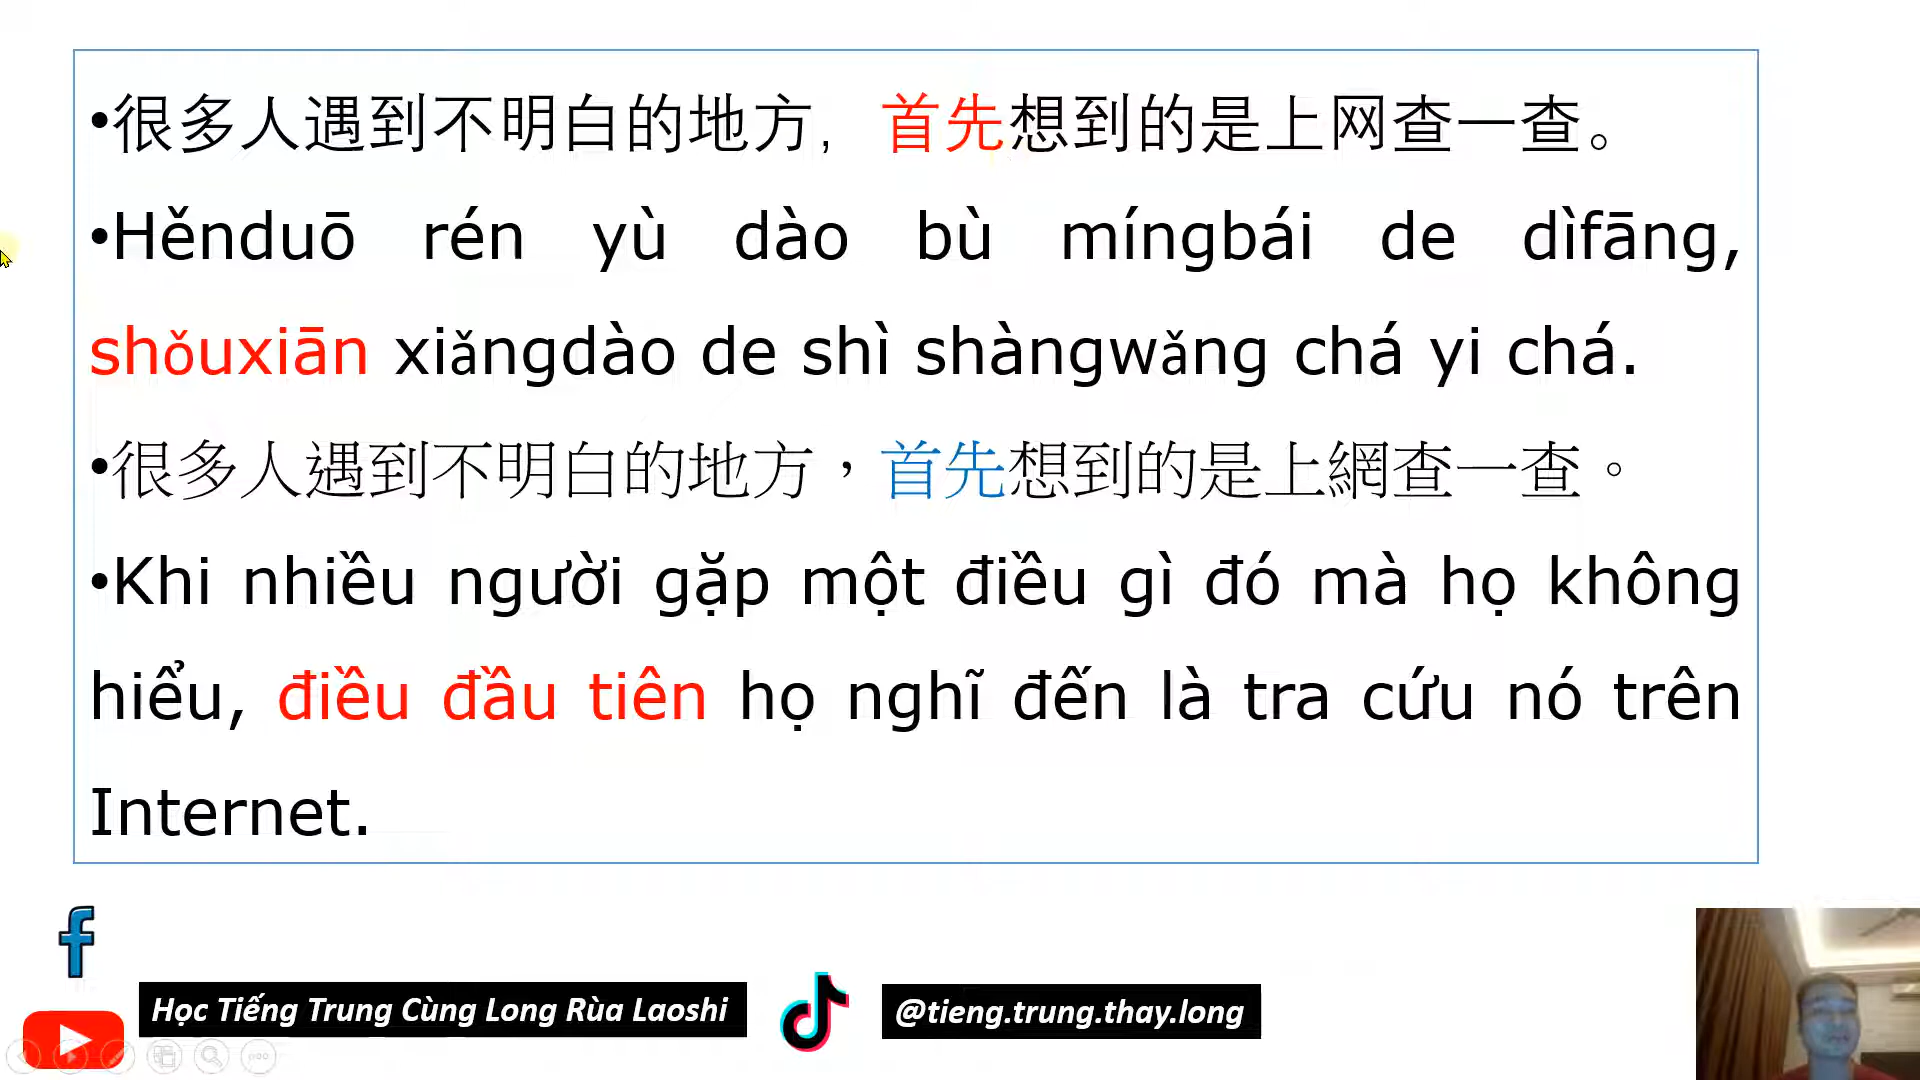 •很多人遇到不明白的地方，首先想到的是上网查一查。
•Hěnduō rén yù dào bù míngbái de dìfāng,
shǒuxiān xiǎngdào de shì shàngwǎng chá yi chá.
•很多人遇到不明白的地方，首先想到的是上網查一查。
•Khi nhiều người gặp một điều gì đó mà họ không
hiểu, điều đầu tiên họ nghĩ đến là tra cứu nó trên
Internet.
Học Tiếng Trung Cùng Long Rùa Laoshi
@tieng.trung.thay.long